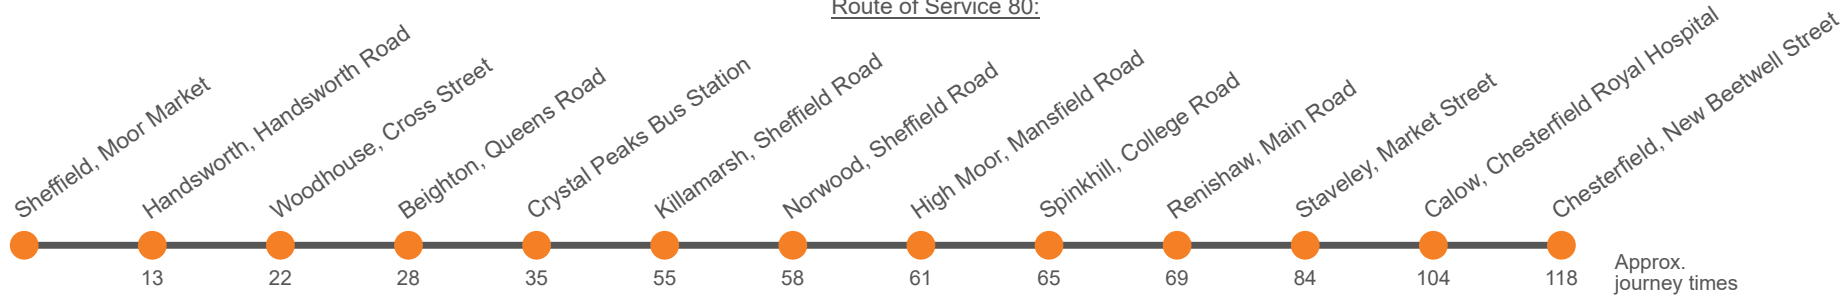 Route of Service 80:
Sheffield, Moor Market
Handsworth, Handsworth Road
Woodhouse, Cross Street
Beighton, Queens Road
Crystal Peaks Bus Station
Killamarsh, Sheffield Road
Norwood, Sheffield Road
High Moor, Mansfield Road
Spinkhill, College Road
Renishaw, Main Road
Staveley, Market Street
Calow, Chesterfield Royal Hospital
Chesterfield, New Beetwell Street
13 22 28 35 55 58 61 65 69 84 104 118
Approx.
journey times